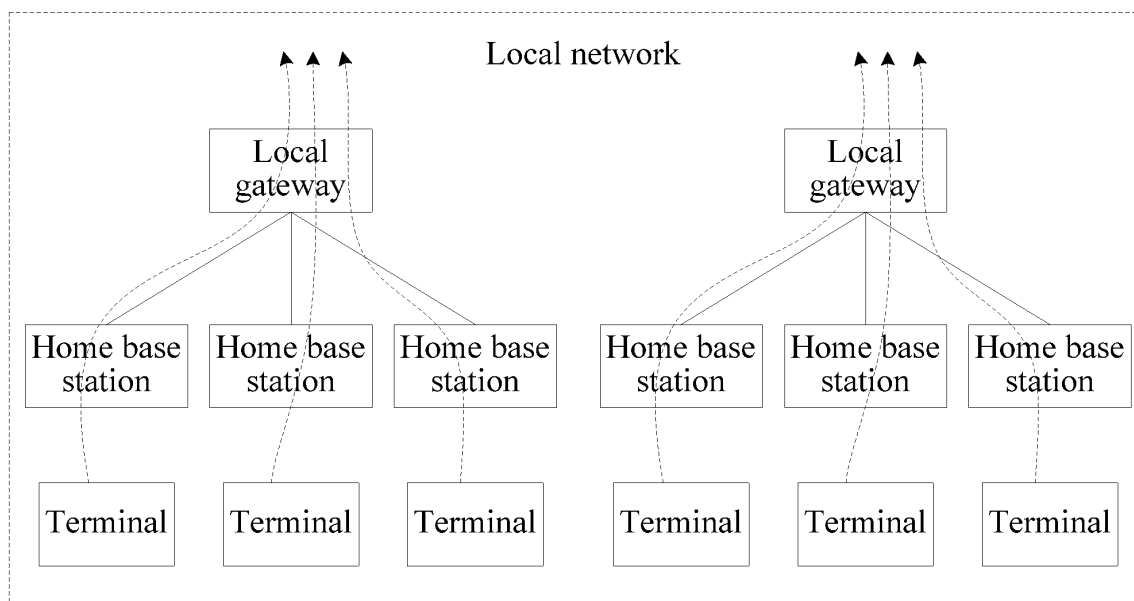 Local network
Local
gateway
Local
gateway
Home base
station
Home base
station
Home base
station
Home base
station
Home base
station
Home base
station
Terminal
Terminal
Terminal
Terminal
Terminal
Terminal